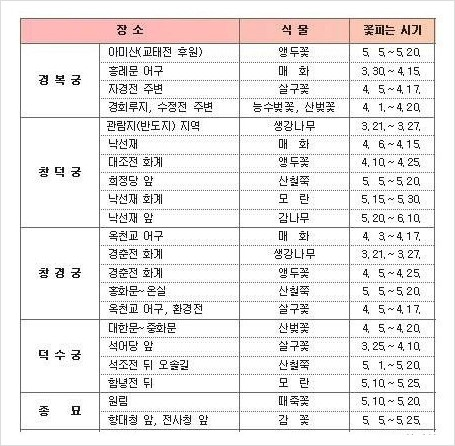 장 소 식 물 꽃피는 시기
경 복 궁
아미산(교태전 후원) 앵두꽃 5. 5.~ 5.20.
흥례문 어구 매 화 3.30.~ 4.15.
자경전 주변 살구꽃 4. 5.~ 4.17.
경회루지, 수정전 주변 능수벚꽃, 산벚꽃 4. 1.~ 4.20.
창 덕 궁
관람지(반도지) 지역 생강나무 3.21.~ 3.27.
낙선재 매 화 4. 6.~ 4.15.
대조전 화계 앵두꽃 4.10.~ 4.25.
희정당 앞 산철쭉 5. 5.~ 5.20.
낙선재 화계 모 란 5.15.~ 5.30.
낙선재 앞 감나무 5.20.~ 6.10.
창 경 궁
옥천교 어구 매 화 4. 3.~ 4.17.
경춘전 화계 생강나무 3.21.~ 3.27.
경춘전 화계 앵두꽃 4. 5.~ 4.25.
홍화문~ 온실 산철쭉 5. 5.~ 5.20.
옥천교 어구, 환경전 살구꽃 4. 5.~ 4.17.
덕 수 궁
대한문~ 중화문 산벚꽃 4. 5.~ 4.20.
석어당 앞 살구꽃 3.25.~ 4.10.
석조전 뒤 오솔길 산철쭉 5. 1.~ 5.20.
함녕전 뒤 모 란 5.10.~ 5.25.
종 묘
원림 때죽꽃 5.10.~ 5.20.
향대청 앞, 전사청 앞 감 꽃 5. 5.~ 5.25.